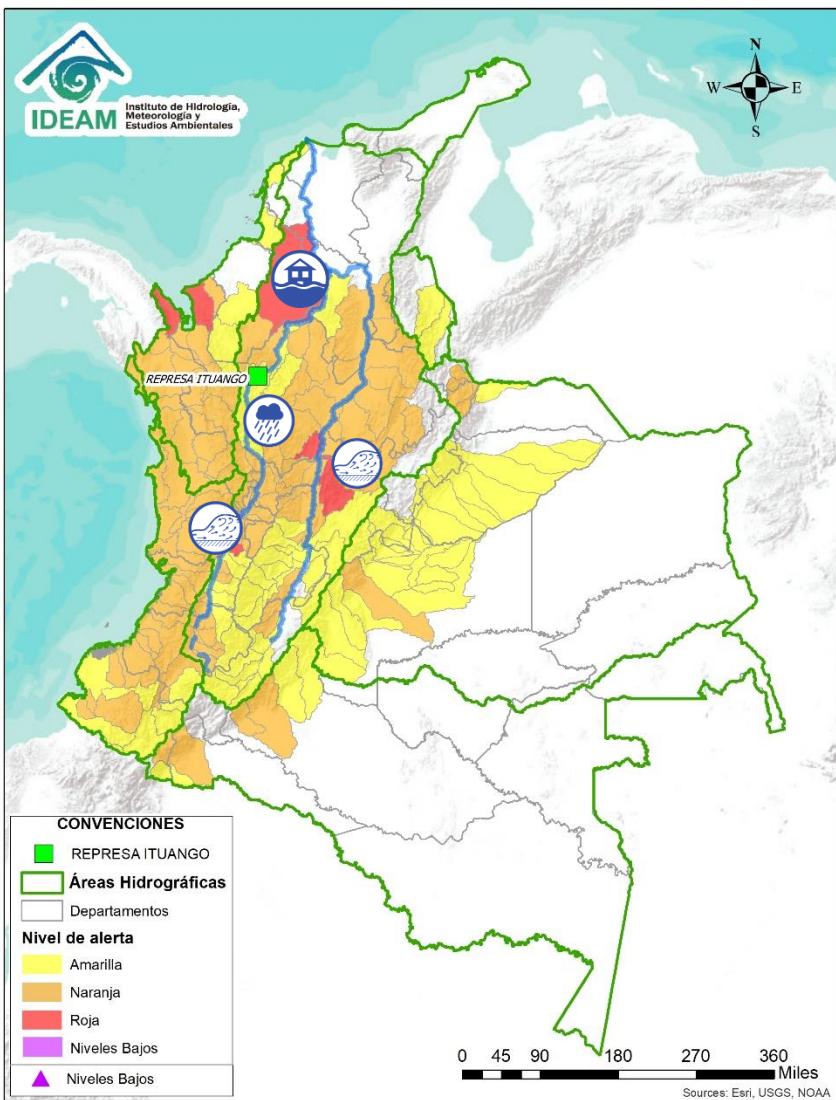 IDEAM
Instituto de Hidrología,
Meteorología y
Estudios Ambientales
N
W
E
S
REPRESA ITUANGO
CONVENCIONES
REPRESA ITUANGO
Áreas Hidrográficas
Departamentos
Nivel de alerta
Amarilla
Naranja
Roja
Niveles Bajos
Niveles Bajos
0 45 90 180 270 360
Miles
Sources: Esri, USGS, NOAA